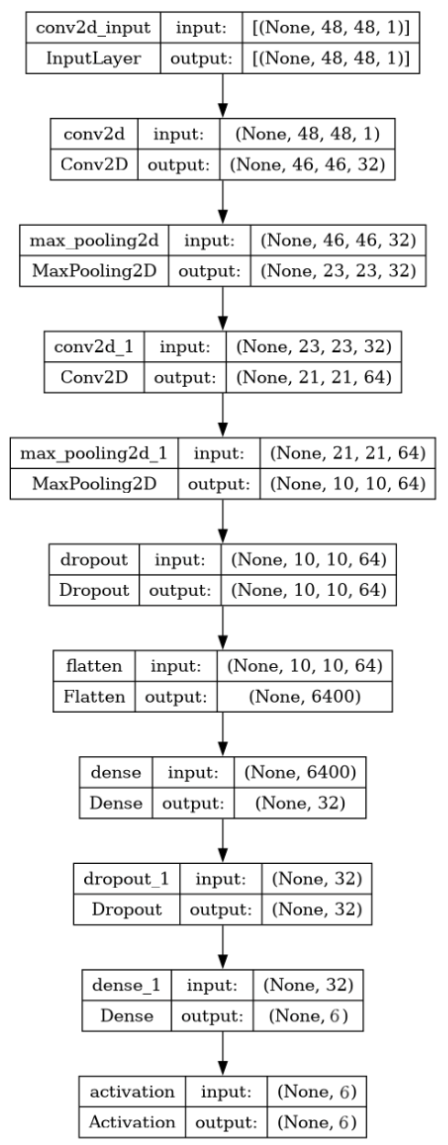 conv2d_input input: [(None, 48, 48, 1)]
InputLayer output: [(None, 48, 48, 1)]
conv2d input: (None, 48, 48, 1)
Conv2D output: (None, 46, 46, 32)
max_pooling2d input: (None, 46, 46, 32)
MaxPooling2D output: (None, 23, 23, 32)
conv2d_1 input: (None, 23, 23, 32)
Conv2D output: (None, 21, 21, 64)
max_pooling2d_1 input: (None, 21, 21, 64)
MaxPooling2D output: (None, 10, 10, 64)
dropout input: (None, 10, 10, 64)
Dropout output: (None, 10, 10, 64)
flatten input: (None, 10, 10, 64)
Flatten output: (None, 6400)
dense input: (None, 6400)
Dense output: (None, 32)
dropout_1 input: (None, 32)
Dropout output: (None, 32)
dense_1 input: (None, 32)
Dense output: (None, 6)
activation input: (None, 6)
Activation output: (None, 6)